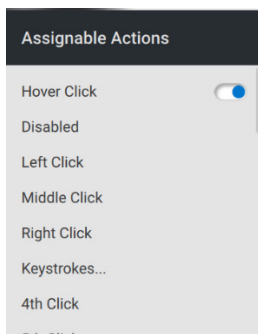 Assignable Actions
Hover Click
Disabled
Left Click
Middle Click
Right Click
Keystrokes...
4th Click